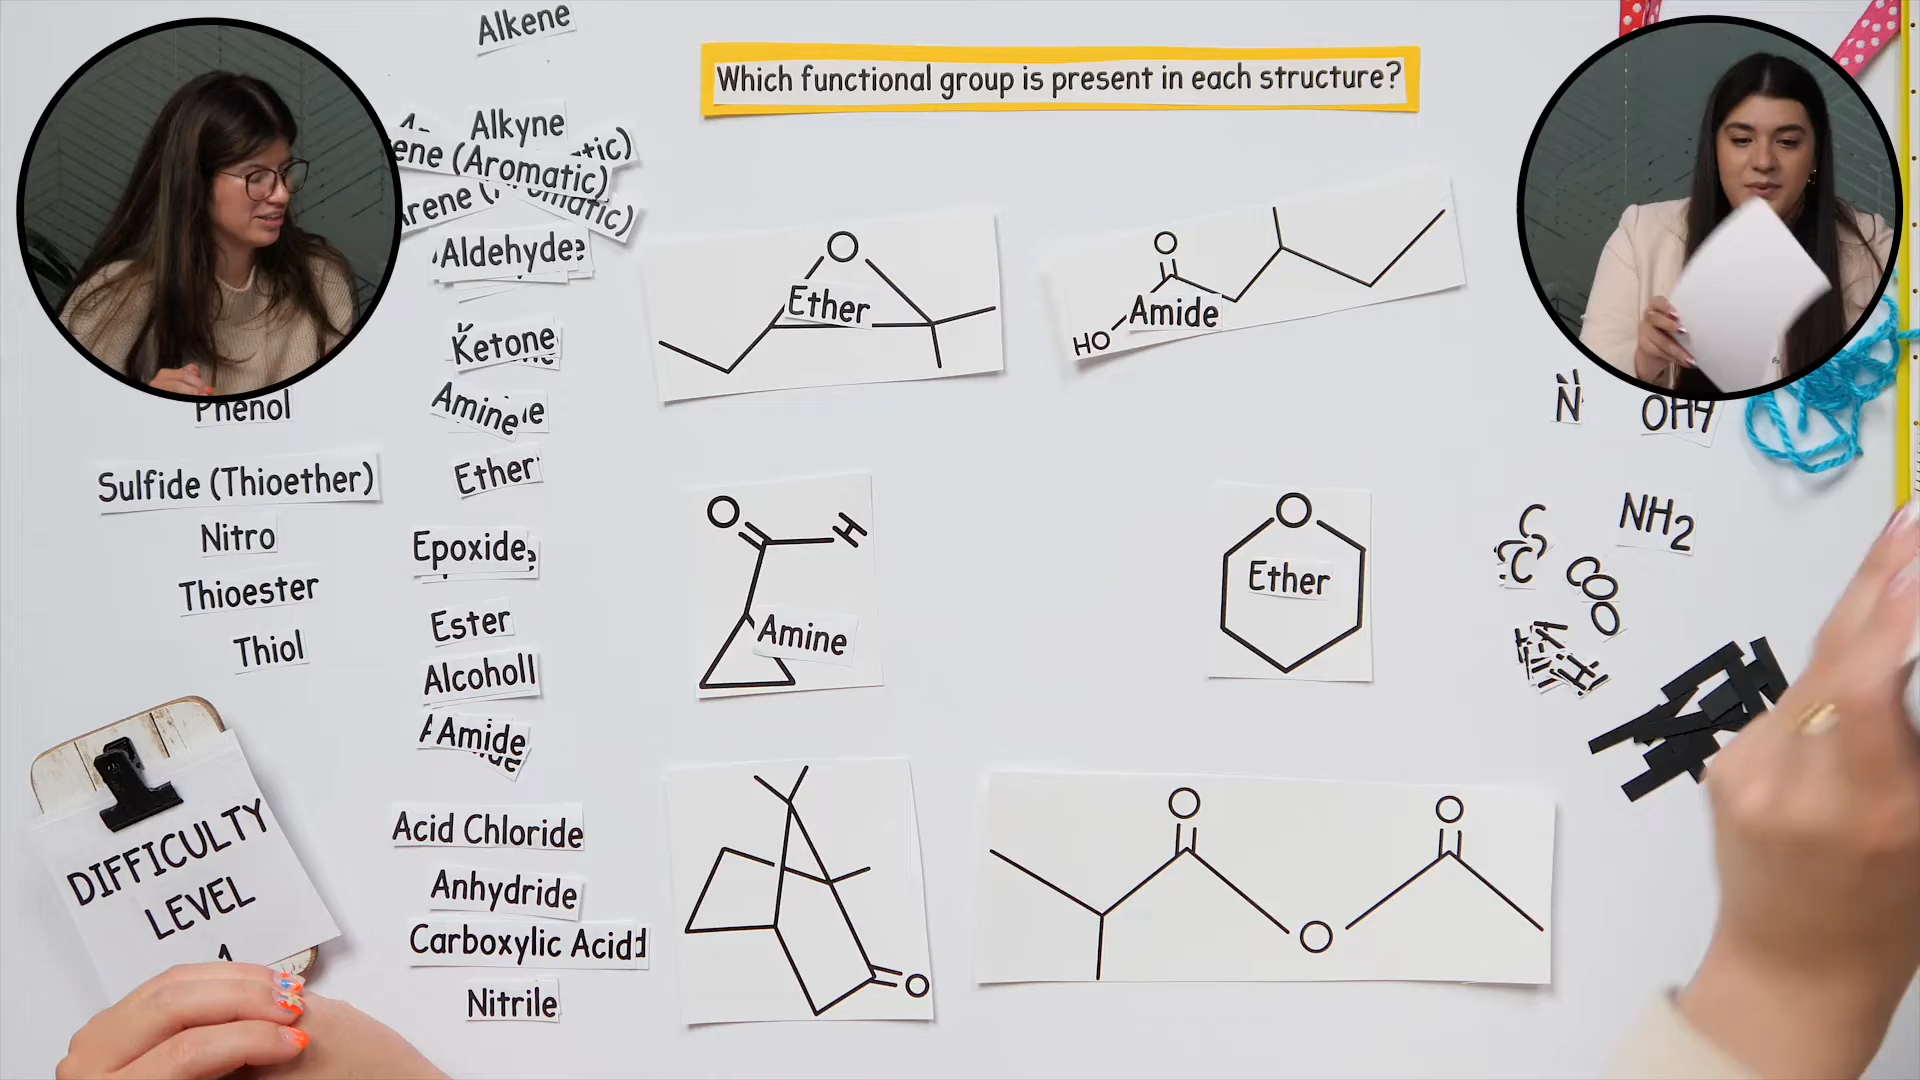 Which functional group is present in each structure?
Alkene
Alkyne
ene (Aromatic)
Aldehyde
Ketone
Amine
Ether
Epoxide
Ester
Alcohol
Amide
Acid Chloride
Anhydride
Carboxylic Acid
Nitrile
Phenol
Sulfide (Thioether)
Nitro
Thioester
Thiol
DIFFICULTY
LEVEL
O
Ether
O
Amide
HO
O
H
Amine
O
Ether
O
O
O
O
N
OH
NH2
C
C
O
O
O
H